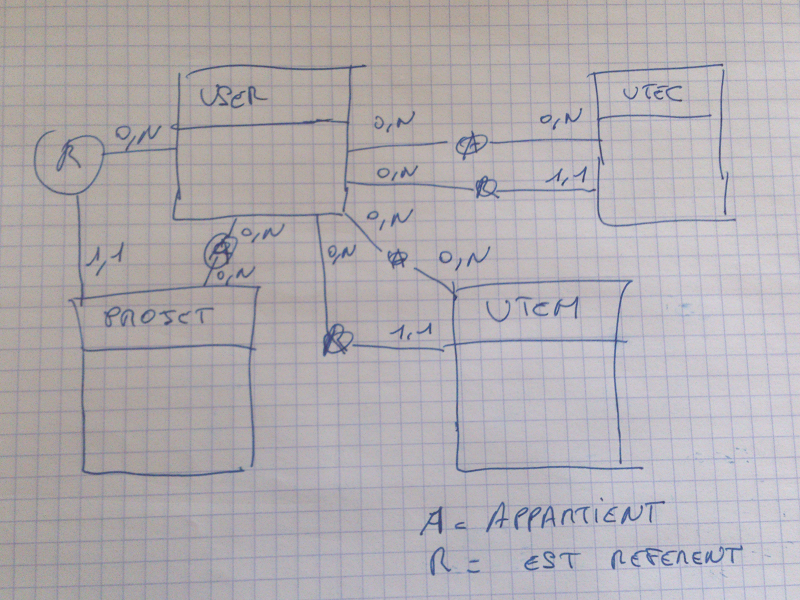 USER
UTEC
0,N
R
0,N
A
0,N
0,N
R
1,1
0,N
A
0,N
0,N
0,N
A
0,N
1,1
PROJET
UTEM
R
1,1
A = APPARTIENT
R = EST REFERENT